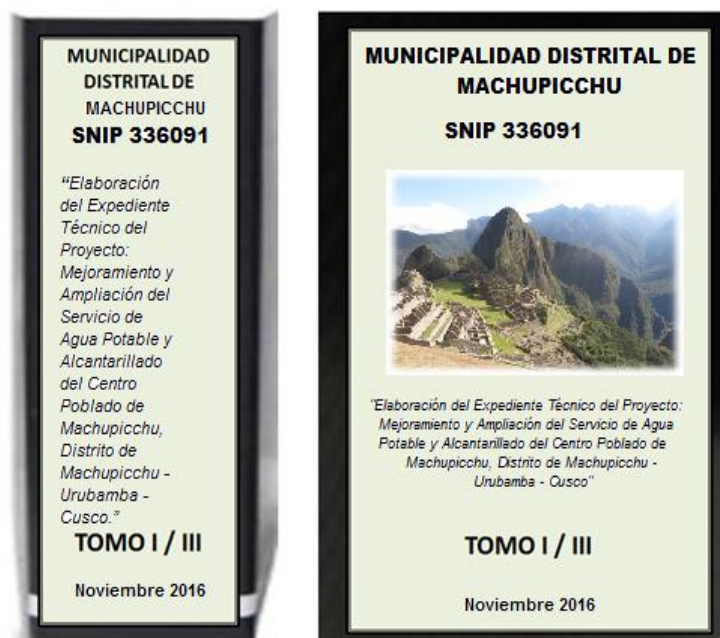 MUNICIPALIDAD
DISTRITAL DE
MACHUPICCHU
SNIP 336091
“Elaboración
del Expediente
Técnico del
Proyecto:
Mejoramiento y
Ampliación del
Servicio de
Agua Potable y
Alcantarillado
del Centro
Poblado de
Machupicchu,
Distrito de
Machupicchu -
Urubamba -
Cusco.”
TOMO I / III
Noviembre 2016
MUNICIPALIDAD DISTRITAL DE
MACHUPICCHU
SNIP 336091
"Elaboración del Expediente Técnico del Proyecto:
Mejoramiento y Ampliación del Servicio de Agua
Potable y Alcantarillado del Centro Poblado de
Machupicchu, Distrito de Machupicchu -
Urubamba - Cusco"
TOMO I / III
Noviembre 2016